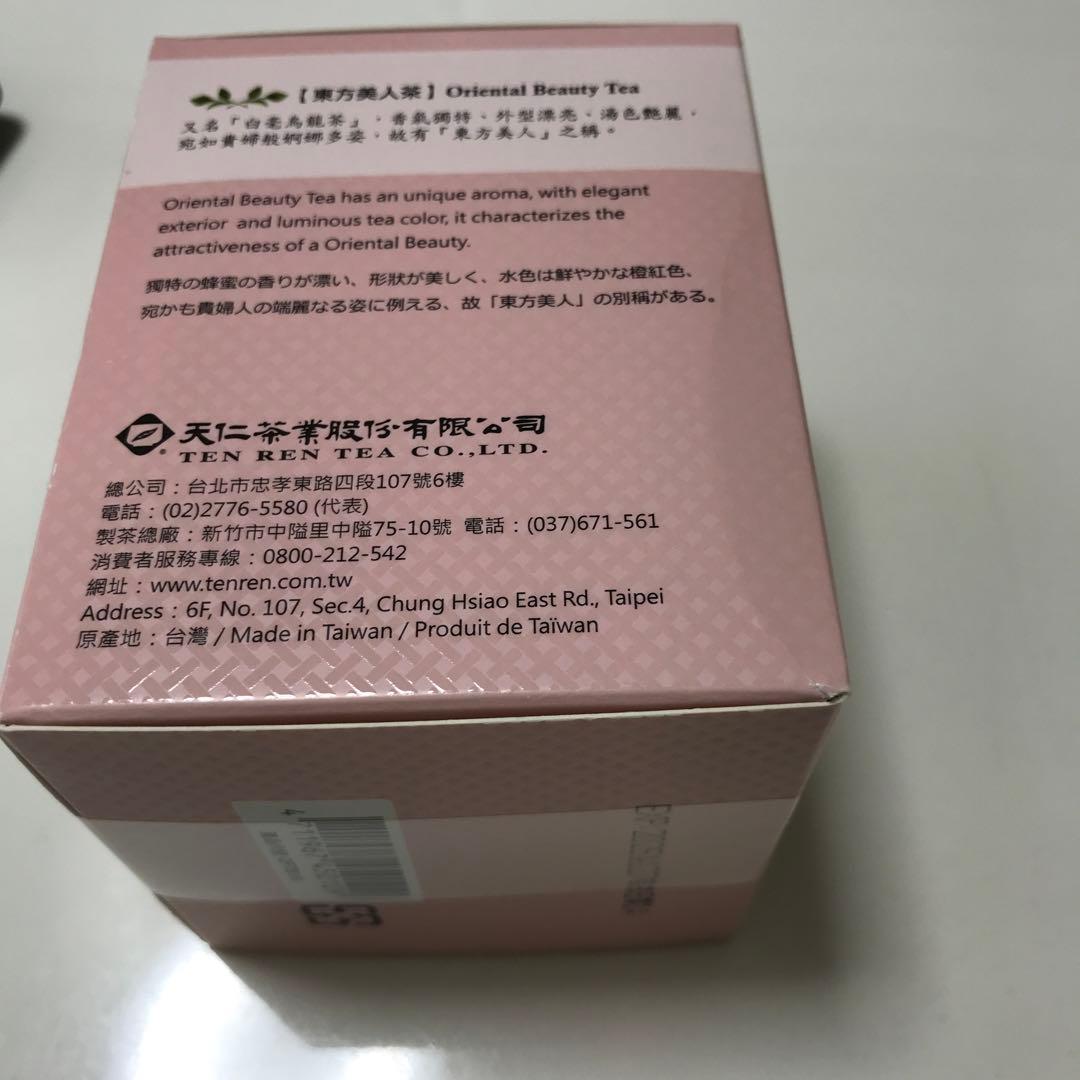 【東方美人茶】Oriental Beauty Tea
又名「白毫烏龍茶」，香氣獨特、外型漂亮、湯色艷麗，
宛如貴婦般婀娜多姿，故有「東方美人」之稱。
Oriental Beauty Tea has an unique aroma, with elegant
exterior and luminous tea color, it characterizes the
attractiveness of a Oriental Beauty.
獨特の蜂蜜の香りが漂い、形狀が美しく、水色は鮮やかな橙紅色、
宛かも貴婦人の端麗なる姿に例える、故「東方美人」の別稱がある。
天仁茶業股份有限公司
TEN REN TEA CO.,LTD.
總公司：台北市忠孝東路四段107號6樓
電話：(02)2776-5580 (代表)
製茶總廠：新竹市中隘里中隘75-10號 電話：(037)671-561
消費者服務專線：0800-212-542
網址：www.tenren.com.tw
Address : 6F, No. 107, Sec.4, Chung Hsiao East Rd., Taipei
原產地：台灣 / Made in Taiwan / Produit de Taïwan
EXP